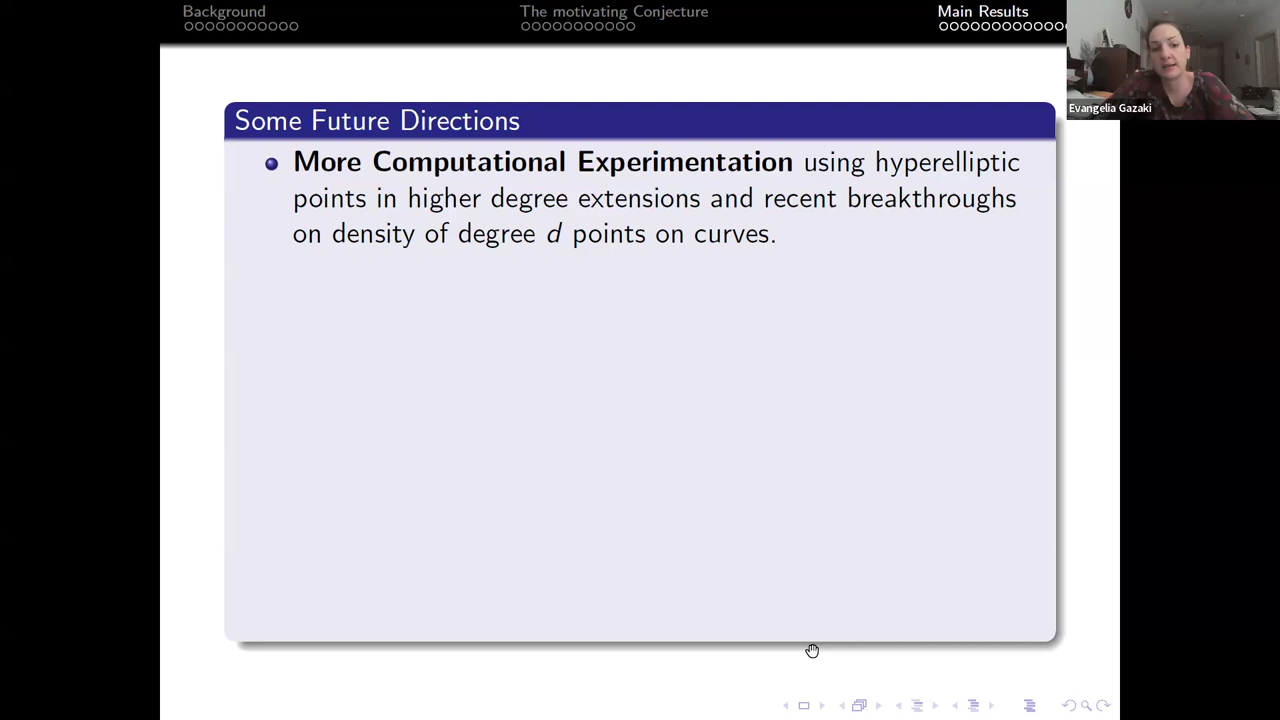 Background
The motivating Conjecture
Main Results
Evangelia Gazaki
Some Future Directions
More Computational Experimentation using hyperelliptic
points in higher degree extensions and recent breakthroughs
on density of degree d points on curves.